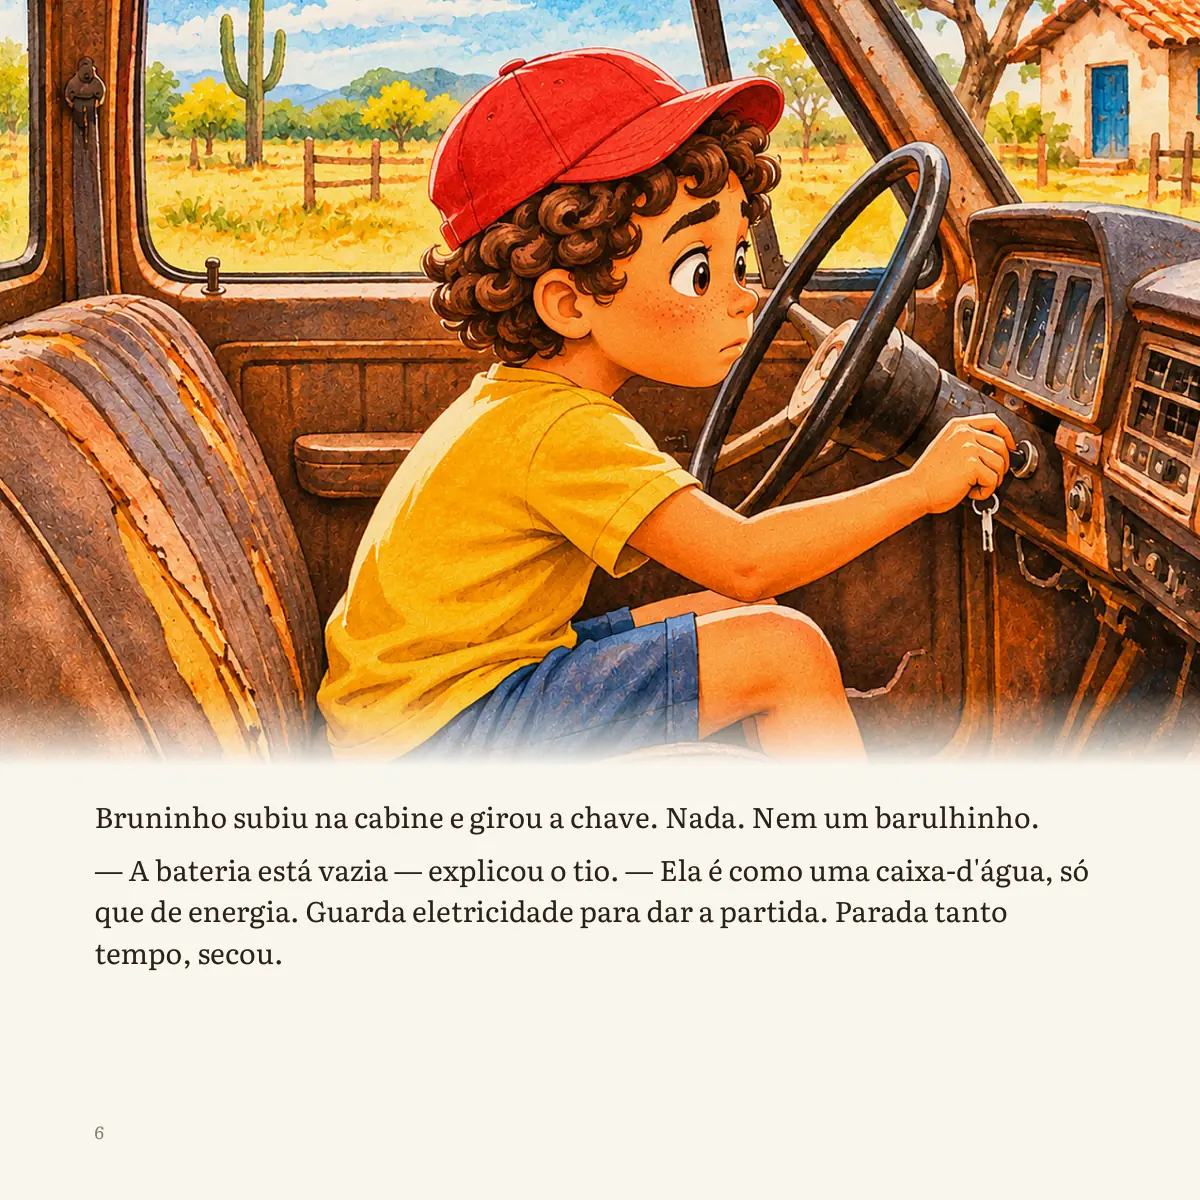 Bruninho subiu na cabine e girou a chave. Nada. Nem um barulhinho.
— A bateria está vazia — explicou o tio. — Ela é como uma caixa-d'água, só
que de energia. Guarda eletricidade para dar a partida. Parada tanto
tempo, secou.
6